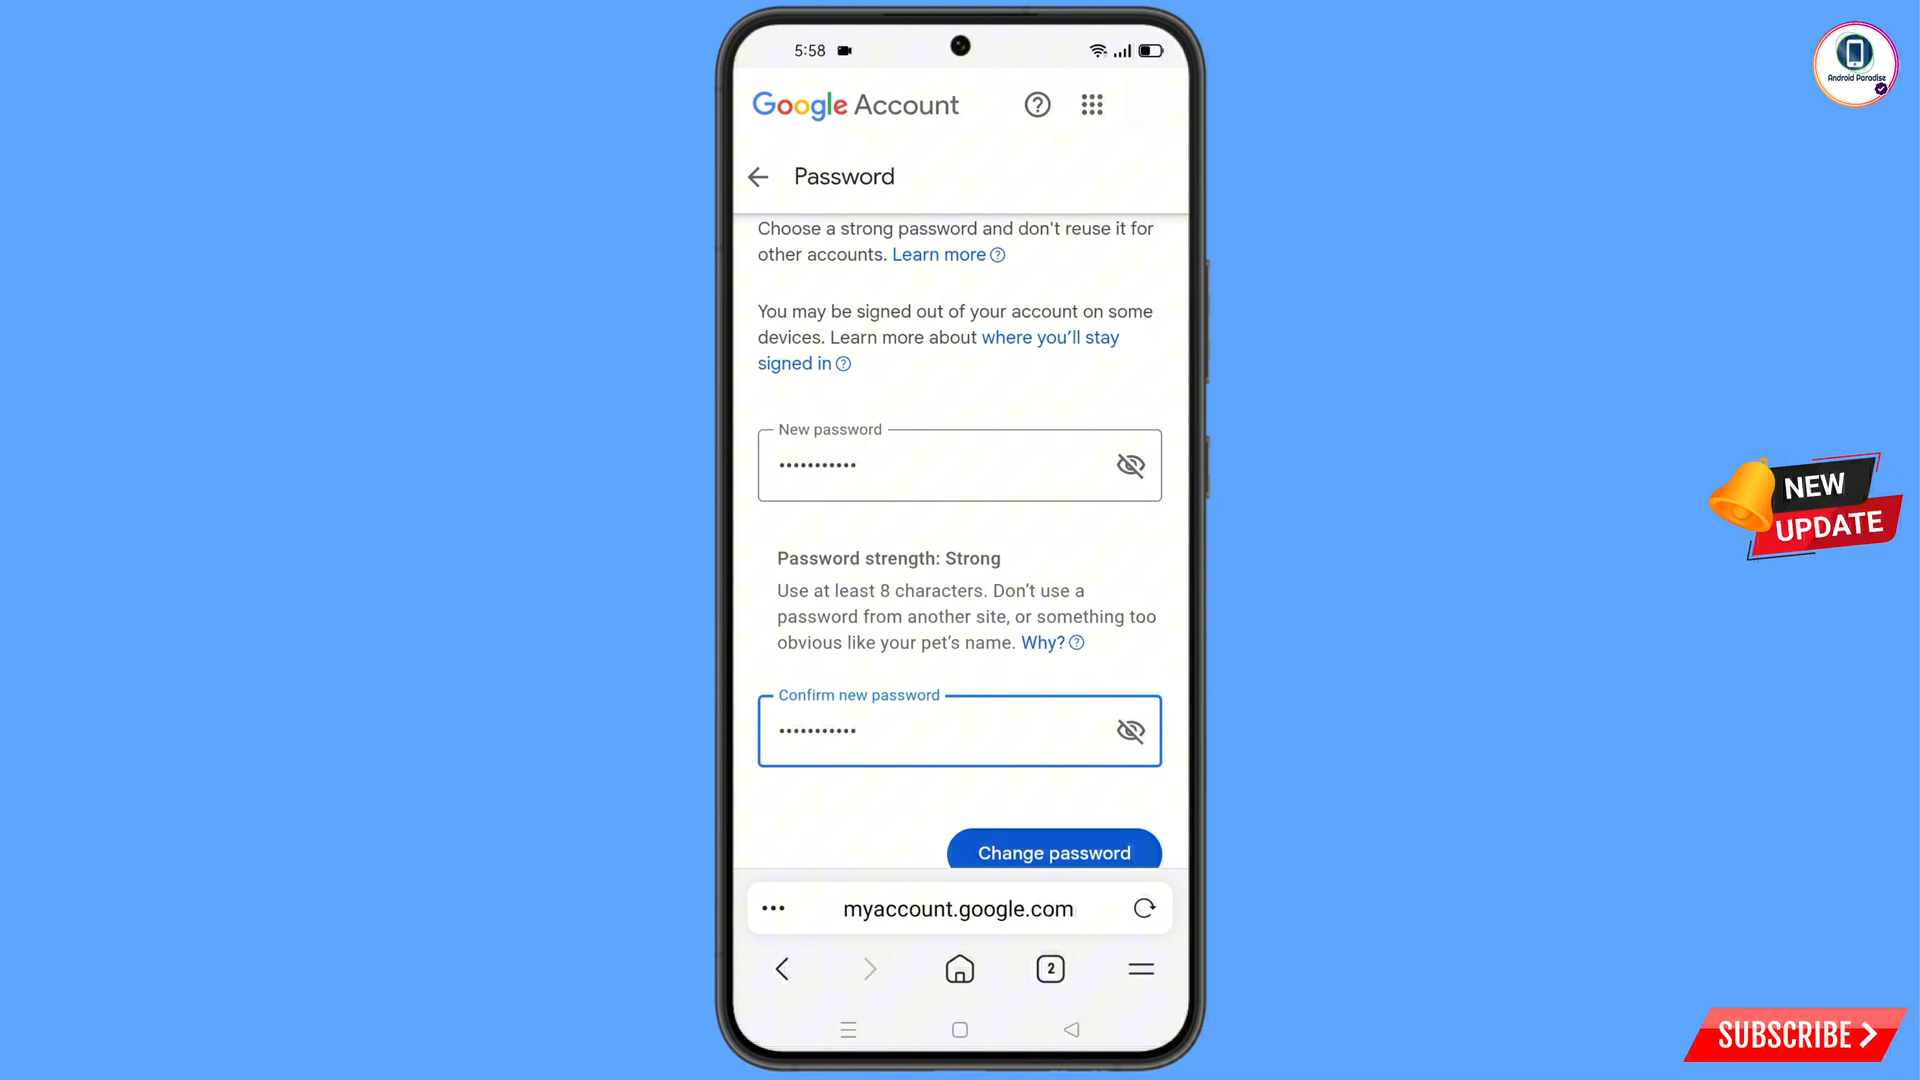 5:58
Google Account
Password
Choose a strong password and don't reuse it for
other accounts. Learn more
You may be signed out of your account on some
devices. Learn more about where you’ll stay
signed in
New password
•••••••••••
Password strength: Strong
Use at least 8 characters. Don’t use a
password from another site, or something too
obvious like your pet’s name. Why?
Confirm new password
•••••••••••
Change password
myaccount.google.com
2
Android Paradise
NEW
UPDATE
SUBSCRIBE